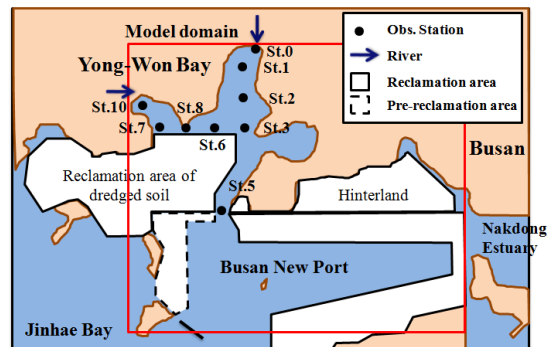 Model domain
Obs. Station
River
Reclamation area
Pre-reclamation area
Yong-Won Bay
St.0
St.1
St.2
St.10
St.8
St.7
St.3
St.6
Busan
Reclamation area of
dredged soil
St.5
Hinterland
Nakdong
Estuary
Busan New Port
Jinhae Bay